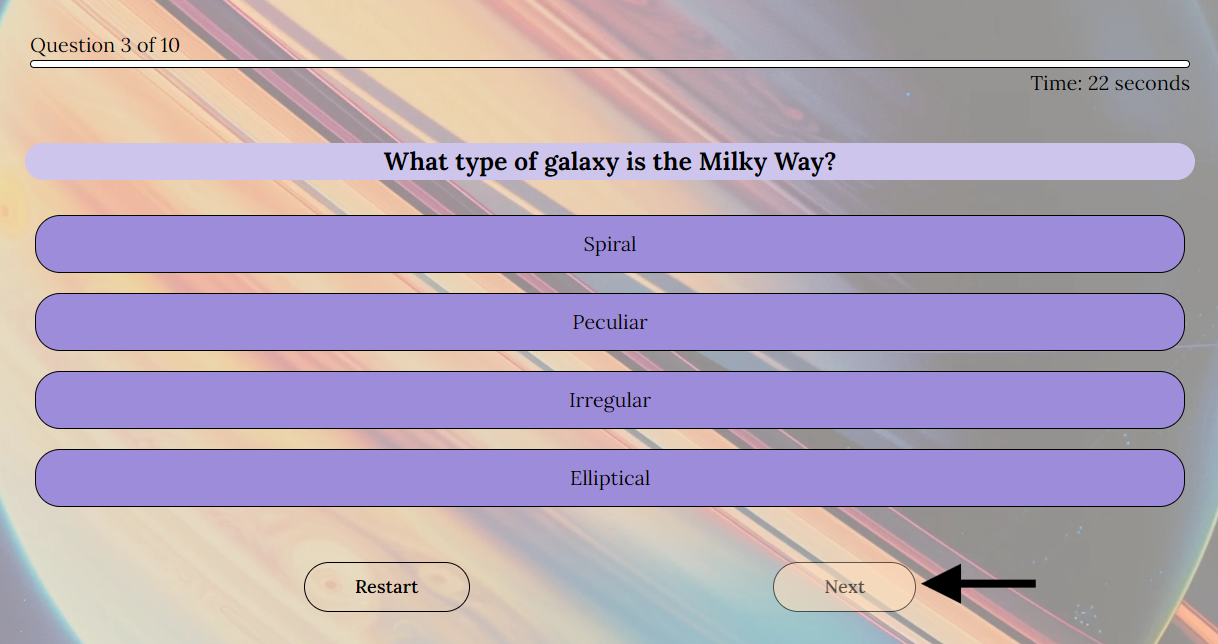 Question 3 of 10
Time: 22 seconds
What type of galaxy is the Milky Way?
Spiral
Peculiar
Irregular
Elliptical
Restart
Next